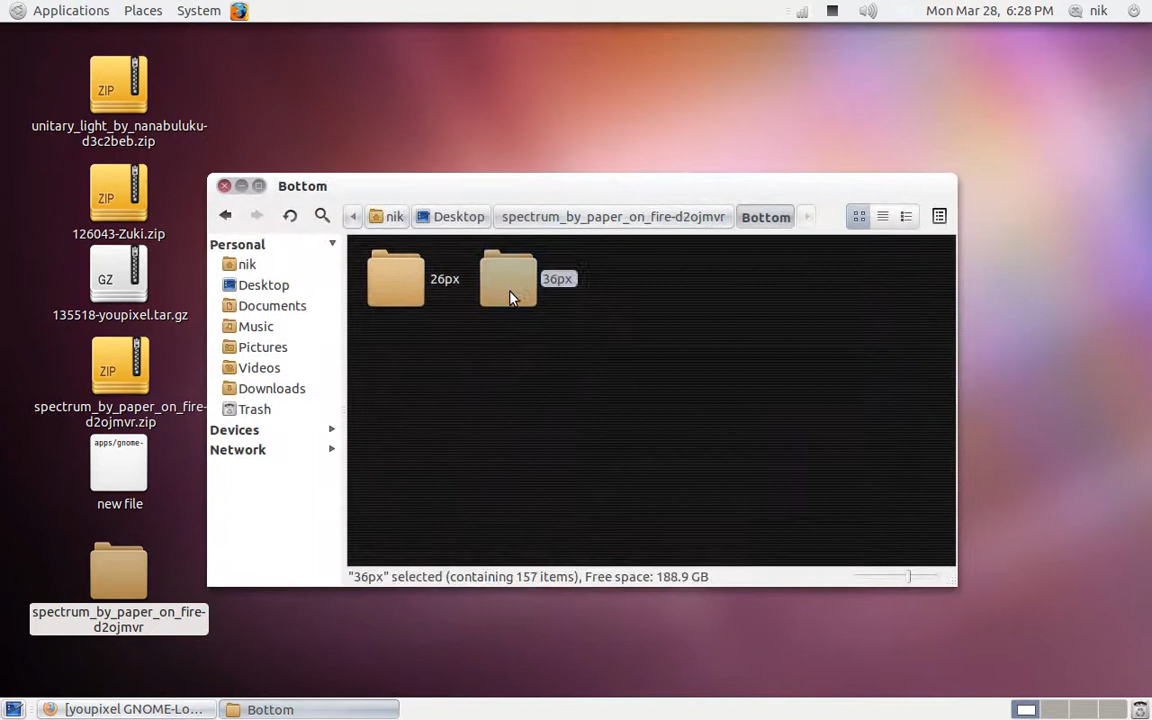 Applications Places System
Mon Mar 28, 6:28 PM nik
ZIP
unitary_light_by_nanabuluku-
d3c2beb.zip
ZIP
126043-Zuki.zip
GZ
135518-youpixel.tar.gz
ZIP
spectrum_by_paper_on_fire-
d2ojmvr.zip
apps/gnome-
new file
spectrum_by_paper_on_fire-
d2ojmvr
Bottom
nik Desktop spectrum_by_paper_on_fire-d2ojmvr Bottom
Personal
nik
Desktop
Documents
Music
Pictures
Videos
Downloads
Trash
Devices
Network
26px 36px
"36px" selected (containing 157 items), Free space: 188.9 GB
[youpixel GNOME-Lo... Bottom